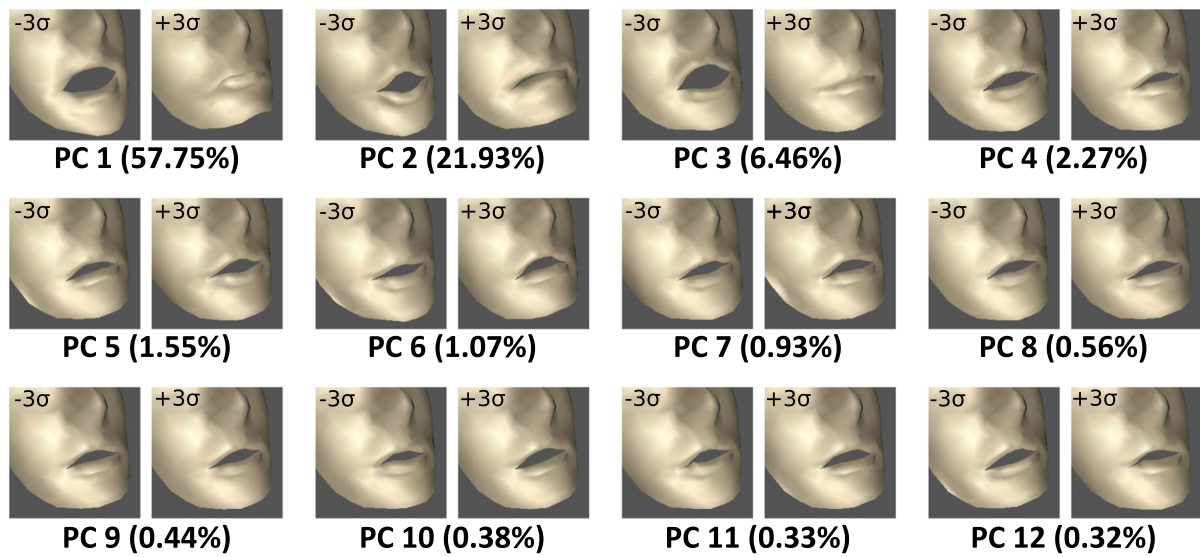 -3σ +3σ -3σ +3σ -3σ +3σ -3σ +3σ
PC 1 (57.75%) PC 2 (21.93%) PC 3 (6.46%) PC 4 (2.27%)
-3σ +3σ -3σ +3σ -3σ +3σ -3σ +3σ
PC 5 (1.55%) PC 6 (1.07%) PC 7 (0.93%) PC 8 (0.56%)
-3σ +3σ -3σ +3σ -3σ +3σ -3σ +3σ
PC 9 (0.44%) PC 10 (0.38%) PC 11 (0.33%) PC 12 (0.32%)